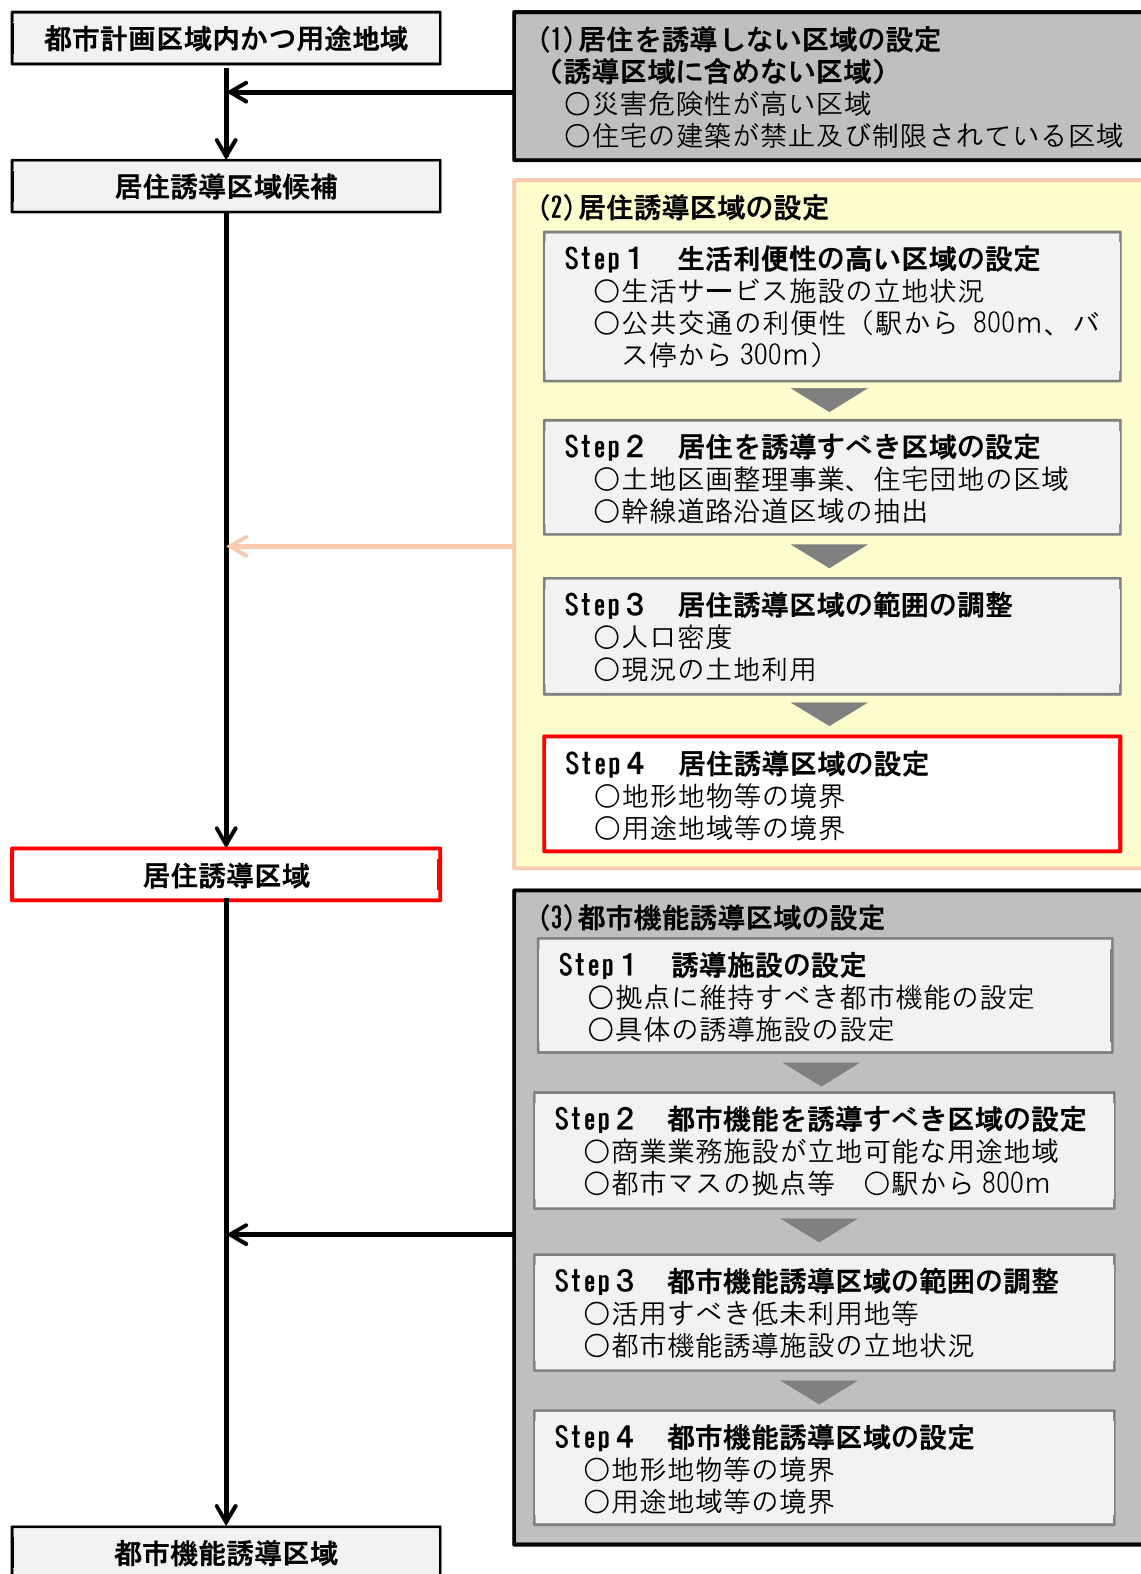 都市計画区域内かつ用途地域
(1)居住を誘導しない区域の設定
（誘導区域に含めない区域）
○災害危険性が高い区域
○住宅の建築が禁止及び制限されている区域
居住誘導区域候補
(2)居住誘導区域の設定
Step１　生活利便性の高い区域の設定
○生活サービス施設の立地状況
○公共交通の利便性（駅から 800m、バ
ス停から 300m）
Step２　居住を誘導すべき区域の設定
○土地区画整理事業、住宅団地の区域
○幹線道路沿道区域の抽出
Step３　居住誘導区域の範囲の調整
○人口密度
○現況の土地利用
Step４　居住誘導区域の設定
○地形地物等の境界
○用途地域等の境界
居住誘導区域
(3)都市機能誘導区域の設定
Step１　誘導施設の設定
○拠点に維持すべき都市機能の設定
○具体の誘導施設の設定
Step２　都市機能を誘導すべき区域の設定
○商業業務施設が立地可能な用途地域
○都市マスの拠点等　○駅から 800m
Step３　都市機能誘導区域の範囲の調整
○活用すべき低未利用地等
○都市機能誘導施設の立地状況
Step４　都市機能誘導区域の設定
○地形地物等の境界
○用途地域等の境界
都市機能誘導区域